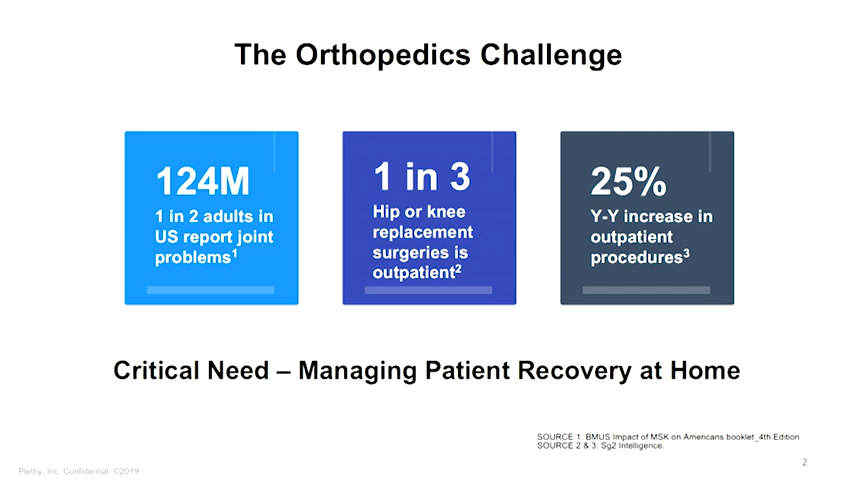 The Orthopedics Challenge
124M
1 in 2 adults in
US report joint
problems¹
1 in 3
Hip or knee
replacement
surgeries is
outpatient²
25%
Y-Y increase in
outpatient
procedures³
Critical Need – Managing Patient Recovery at Home
SOURCE 1: BMUS Impact of MSK on Americans booklet_4th Edition
SOURCE 2 & 3: Sg2 Intelligence.
Plethy, Inc Confidential ©2019
2